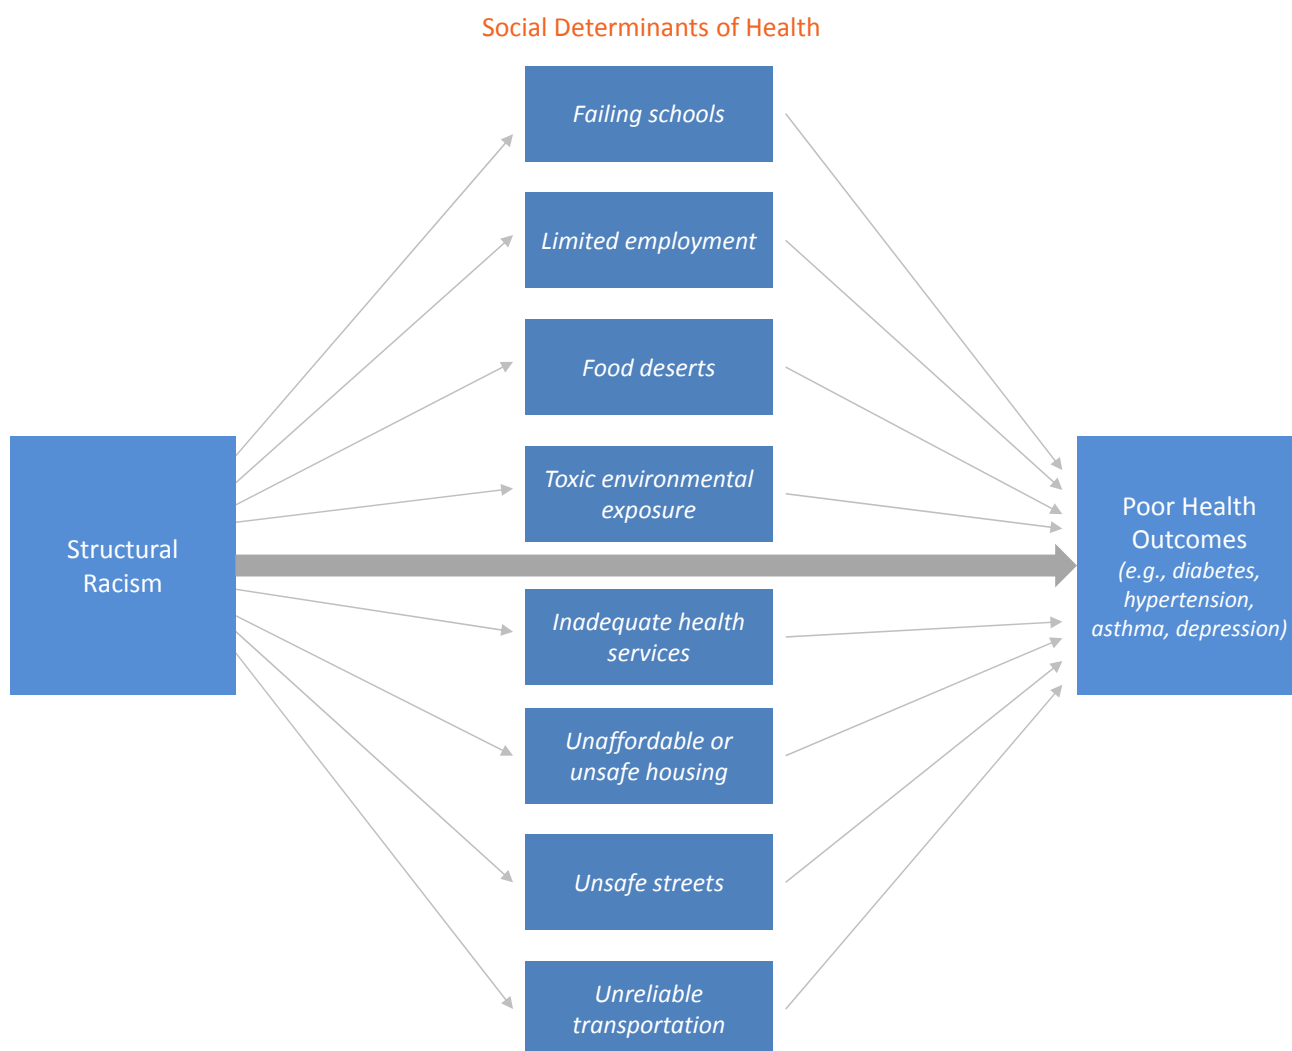 Social Determinants of Health
Failing schools
Limited employment
Food deserts
Toxic environmental
exposure
Structural
Racism
Poor Health
Outcomes
(e.g., diabetes,
hypertension,
asthma, depression)
Inadequate health
services
Unaffordable or
unsafe housing
Unsafe streets
Unreliable
transportation